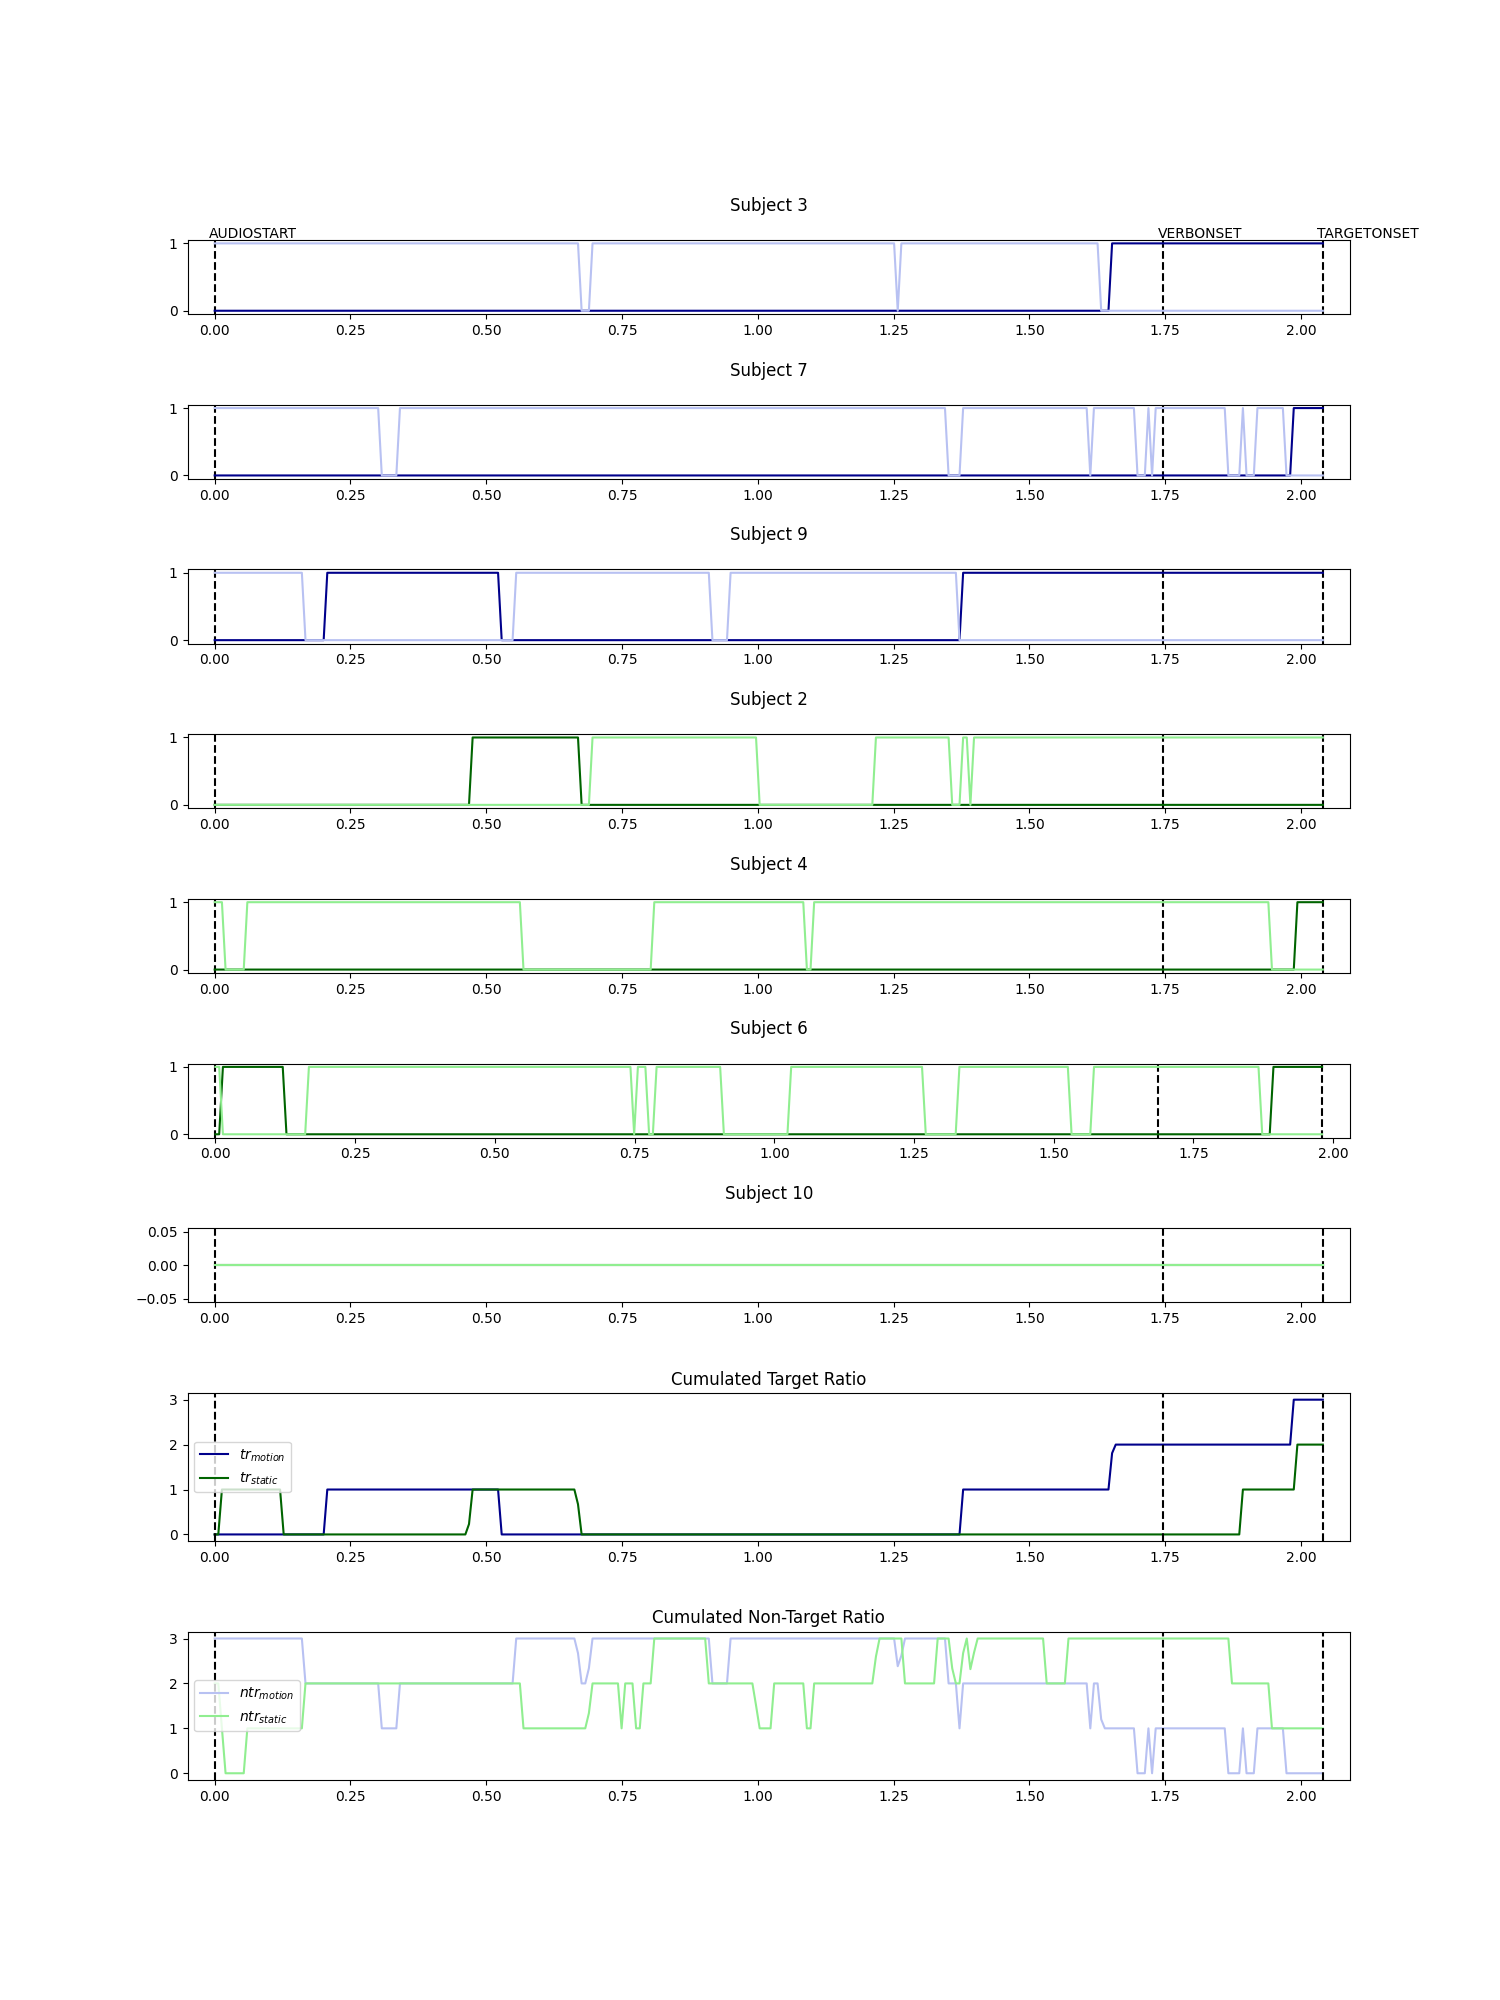 Subject 3
AUDIOSTART VERBONSET TARGETONSET
1
0
0.00 0.25 0.50 0.75 1.00 1.25 1.50 1.75 2.00
Subject 7
1
0
0.00 0.25 0.50 0.75 1.00 1.25 1.50 1.75 2.00
Subject 9
1
0
0.00 0.25 0.50 0.75 1.00 1.25 1.50 1.75 2.00
Subject 2
1
0
0.00 0.25 0.50 0.75 1.00 1.25 1.50 1.75 2.00
Subject 4
1
0
0.00 0.25 0.50 0.75 1.00 1.25 1.50 1.75 2.00
Subject 6
1
0
0.00 0.25 0.50 0.75 1.00 1.25 1.50 1.75 2.00
Subject 10
0.05
0.00
−0.05
0.00 0.25 0.50 0.75 1.00 1.25 1.50 1.75 2.00
Cumulated Target Ratio
3
2
1
0
tr_motion
tr_static
0.00 0.25 0.50 0.75 1.00 1.25 1.50 1.75 2.00
Cumulated Non-Target Ratio
3
2
1
0
ntr_motion
ntr_static
0.00 0.25 0.50 0.75 1.00 1.25 1.50 1.75 2.00